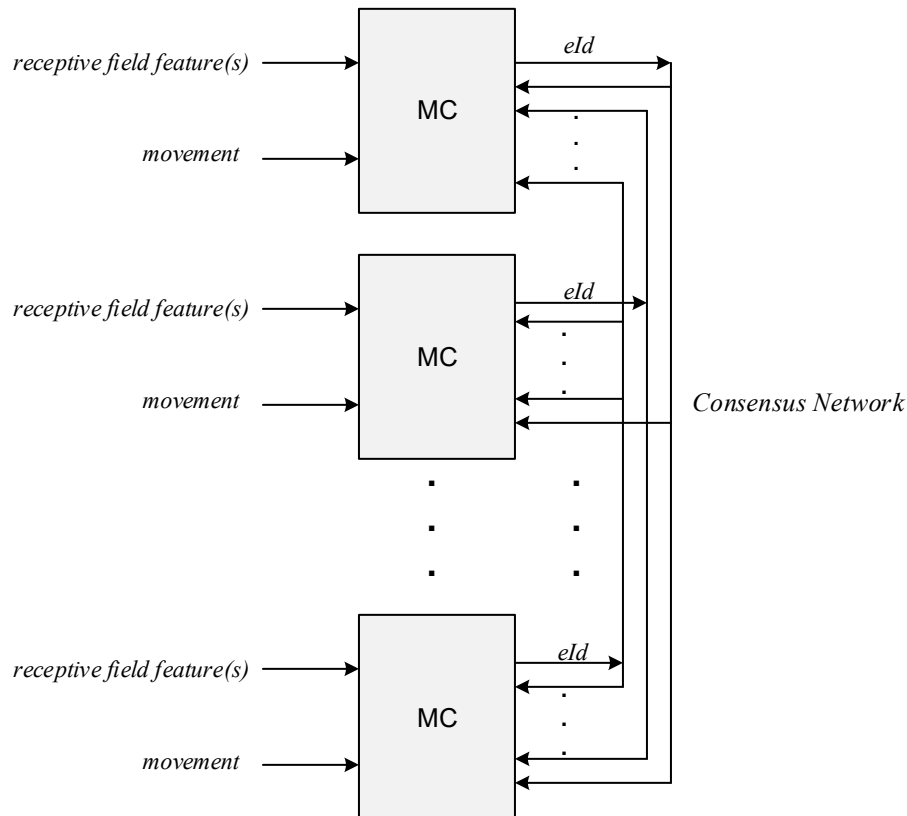 receptive field feature(s)
eId
MC
movement
receptive field feature(s)
eId
MC
movement
Consensus Network
receptive field feature(s)
eId
MC
movement